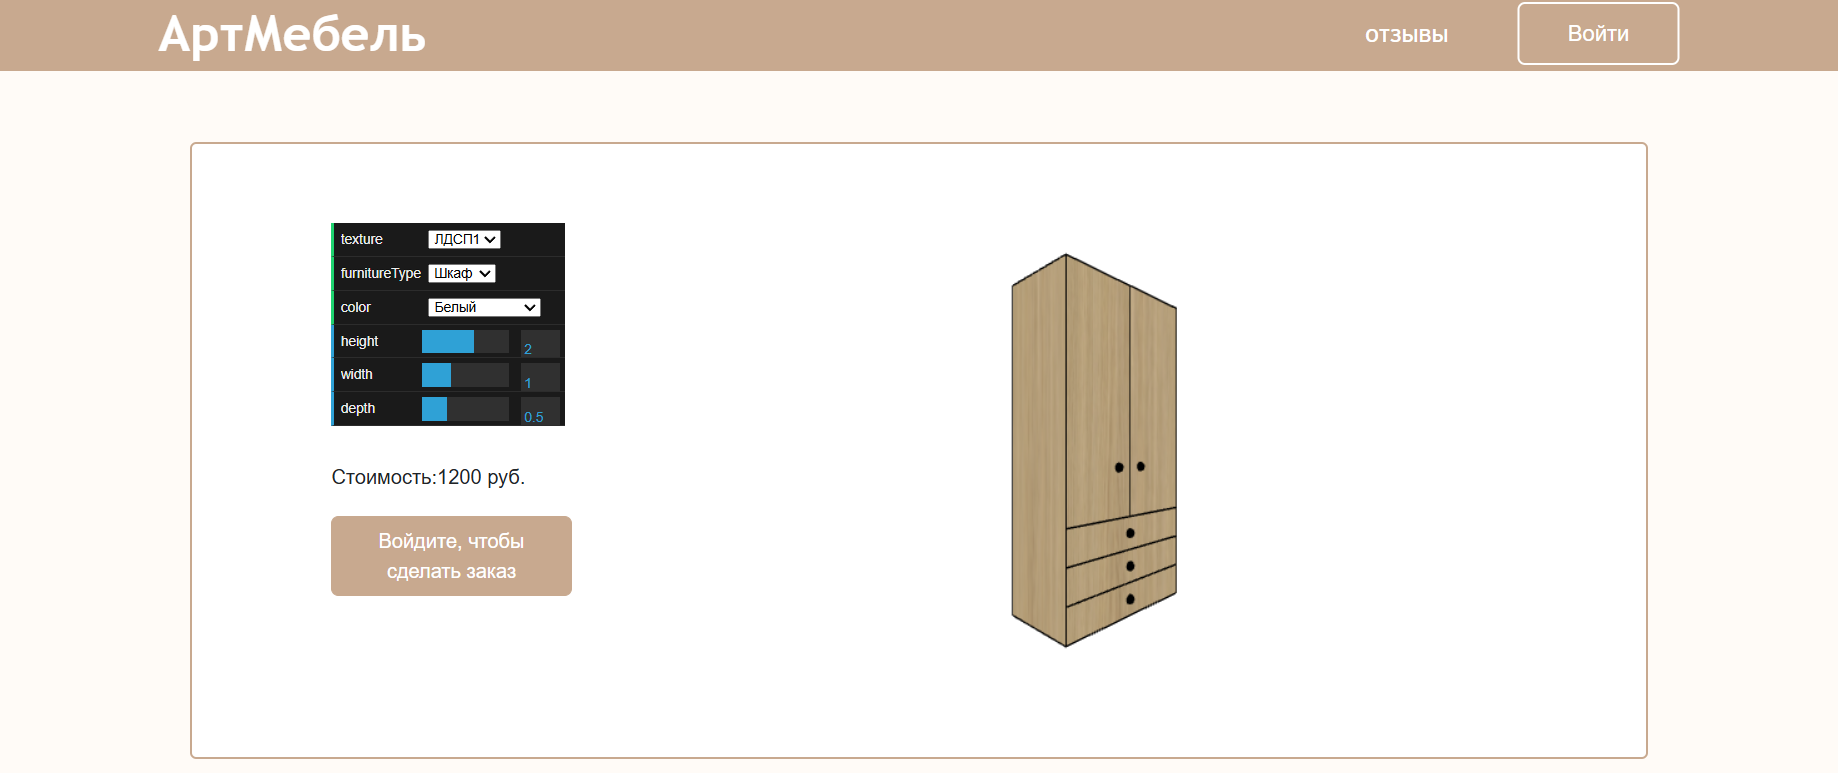 АртМебель
ОТЗЫВЫ
Войти
texture ЛДСП1
furnitureType Шкаф
color Белый
height 2
width 1
depth 0.5
Стоимость:1200 руб.
Войдите, чтобы
сделать заказ